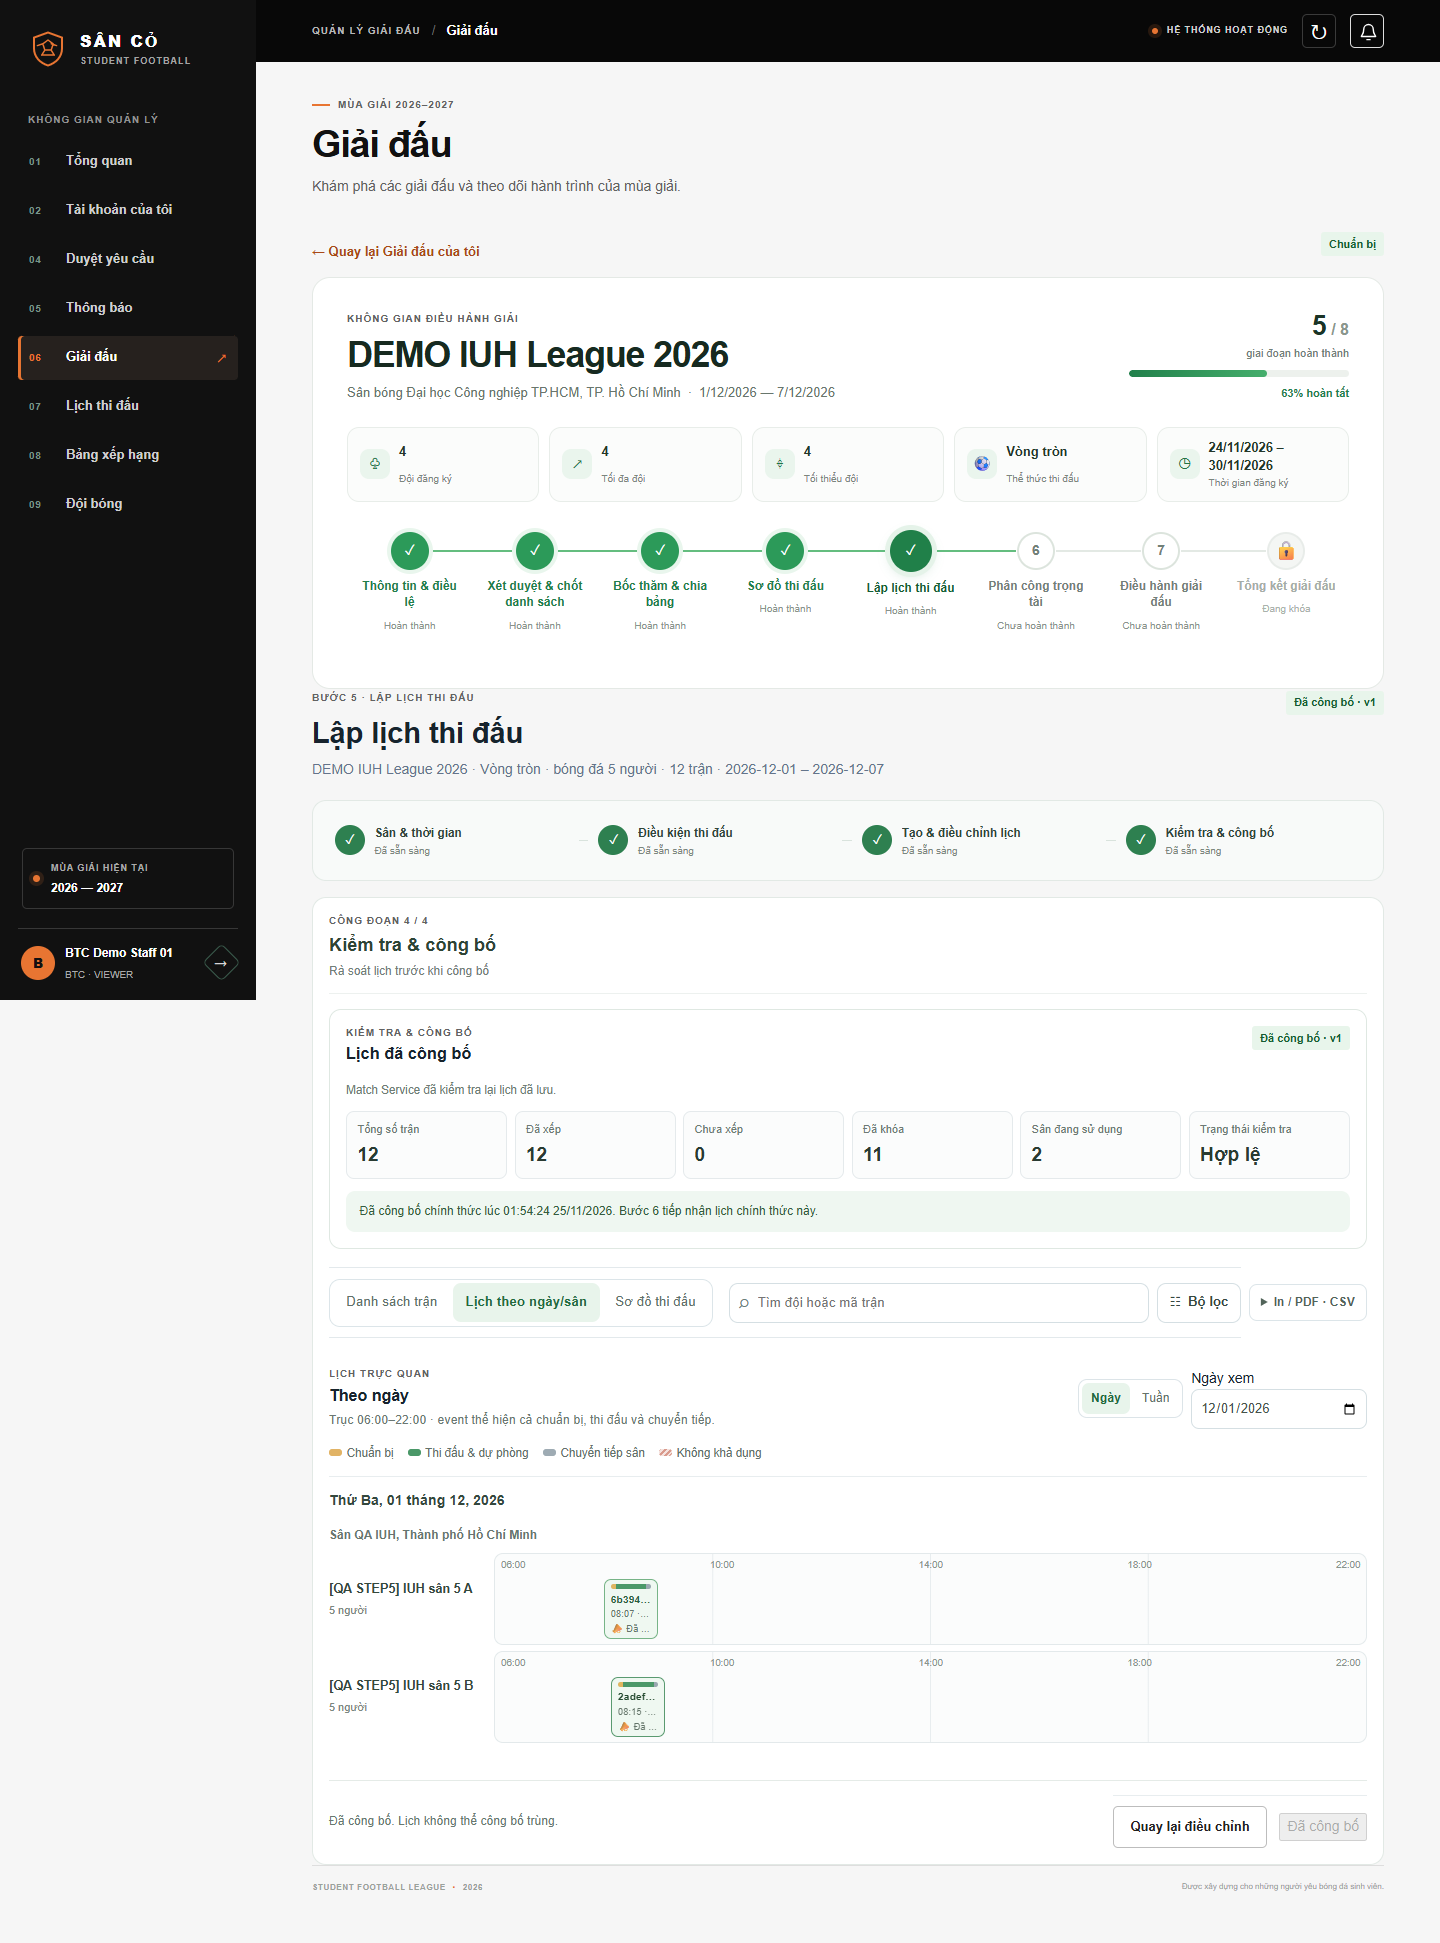 SÂN CỎ
STUDENT FOOTBALL
KHÔNG GIAN QUẢN LÝ
01 Tổng quan
02 Tài khoản của tôi
04 Duyệt yêu cầu
05 Thông báo
06 Giải đấu ↗
07 Lịch thi đấu
08 Bảng xếp hạng
09 Đội bóng
MÙA GIẢI HIỆN TẠI
2026 — 2027
B
BTC Demo Staff 01
BTC · VIEWER
→
QUẢN LÝ GIẢI ĐẤU / Giải đấu
HỆ THỐNG HOẠT ĐỘNG
MÙA GIẢI 2026–2027
Giải đấu
Khám phá các giải đấu và theo dõi hành trình của mùa giải.
← Quay lại Giải đấu của tôi
Chuẩn bị
KHÔNG GIAN ĐIỀU HÀNH GIẢI
DEMO IUH League 2026
Sân bóng Đại học Công nghiệp TP.HCM, TP. Hồ Chí Minh · 1/12/2026 — 7/12/2026
5 / 8
giai đoạn hoàn thành
63% hoàn tất
4
Đội đăng ký
4
Tối đa đội
4
Tối thiểu đội
Vòng tròn
Thể thức thi đấu
24/11/2026 –
30/11/2026
Thời gian đăng ký
Thông tin & điều
lệ
Hoàn thành
Xét duyệt & chốt
danh sách
Hoàn thành
Bốc thăm & chia
bảng
Hoàn thành
Sơ đồ thi đấu
Hoàn thành
Lập lịch thi đấu
Hoàn thành
6
Phân công trọng
tài
Chưa hoàn thành
7
Điều hành giải
đấu
Chưa hoàn thành
Tổng kết giải đấu
Đang khóa
BƯỚC 5 · LẬP LỊCH THI ĐẤU
Đã công bố · v1
Lập lịch thi đấu
DEMO IUH League 2026 · Vòng tròn · bóng đá 5 người · 12 trận · 2026-12-01 – 2026-12-07
Sân & thời gian
Đã sẵn sàng
Điều kiện thi đấu
Đã sẵn sàng
Tạo & điều chỉnh lịch
Đã sẵn sàng
Kiểm tra & công bố
Đã sẵn sàng
CÔNG ĐOẠN 4 / 4
Kiểm tra & công bố
Rà soát lịch trước khi công bố
KIỂM TRA & CÔNG BỐ
Lịch đã công bố
Đã công bố · v1
Match Service đã kiểm tra lại lịch đã lưu.
Tổng số trận
12
Đã xếp
12
Chưa xếp
0
Đã khóa
11
Sân đang sử dụng
2
Trạng thái kiểm tra
Hợp lệ
Đã công bố chính thức lúc 01:54:24 25/11/2026. Bước 6 tiếp nhận lịch chính thức này.
Danh sách trận
Lịch theo ngày/sân
Sơ đồ thi đấu
Tìm đội hoặc mã trận
Bộ lọc
In / PDF · CSV
LỊCH TRỰC QUAN
Theo ngày
Trục 06:00–22:00 · event thể hiện cả chuẩn bị, thi đấu và chuyển tiếp.
Ngày Tuần
Ngày xem
12/01/2026
Chuẩn bị
Thi đấu & dự phòng
Chuyển tiếp sân
Không khả dụng
Thứ Ba, 01 tháng 12, 2026
Sân QA IUH, Thành phố Hồ Chí Minh
[QA STEP5] IUH sân 5 A
5 người
06:00 10:00 14:00 18:00 22:00
6b394...
08:07 ·...
Đã ...
[QA STEP5] IUH sân 5 B
5 người
06:00 10:00 14:00 18:00 22:00
2adef...
08:15 ·...
Đã ...
Đã công bố. Lịch không thể công bố trùng.
Quay lại điều chỉnh
Đã công bố
STUDENT FOOTBALL LEAGUE • 2026
Được xây dựng cho những người yêu bóng đá sinh viên.